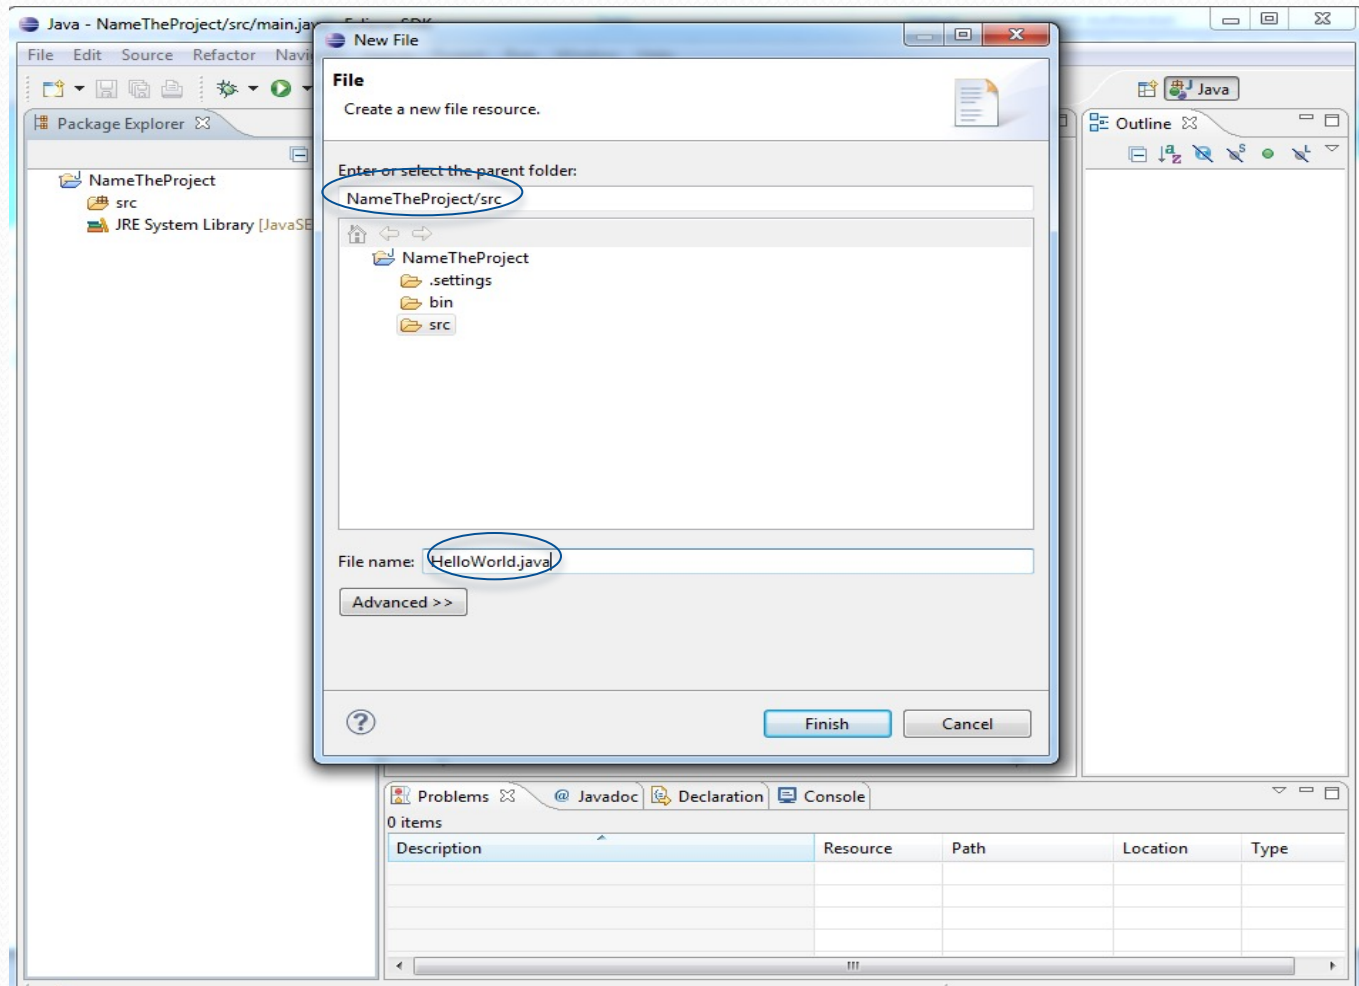 Java - NameTheProject/src/main.jav
File Edit Source Refactor Navi
Java
Package Explorer
NameTheProject
src
JRE System Library [JavaSE
New File
File
Create a new file resource.
Enter or select the parent folder:
NameTheProject/src
NameTheProject
.settings
bin
src
File name: HelloWorld.java
Advanced >>
Finish Cancel
Outline
Problems @ Javadoc Declaration Console
0 items
Description Resource Path Location Type